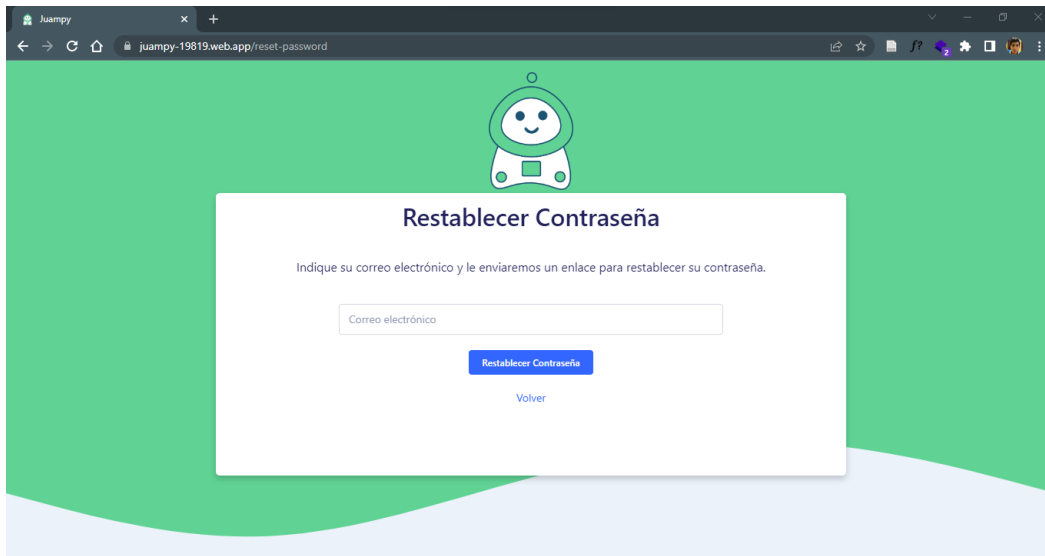 Juampy
juampy-19819.web.app/reset-password
f?
2
Restablecer Contraseña
Indique su correo electrónico y le enviaremos un enlace para restablecer su contraseña.
Correo electrónico
Restablecer Contraseña
Volver